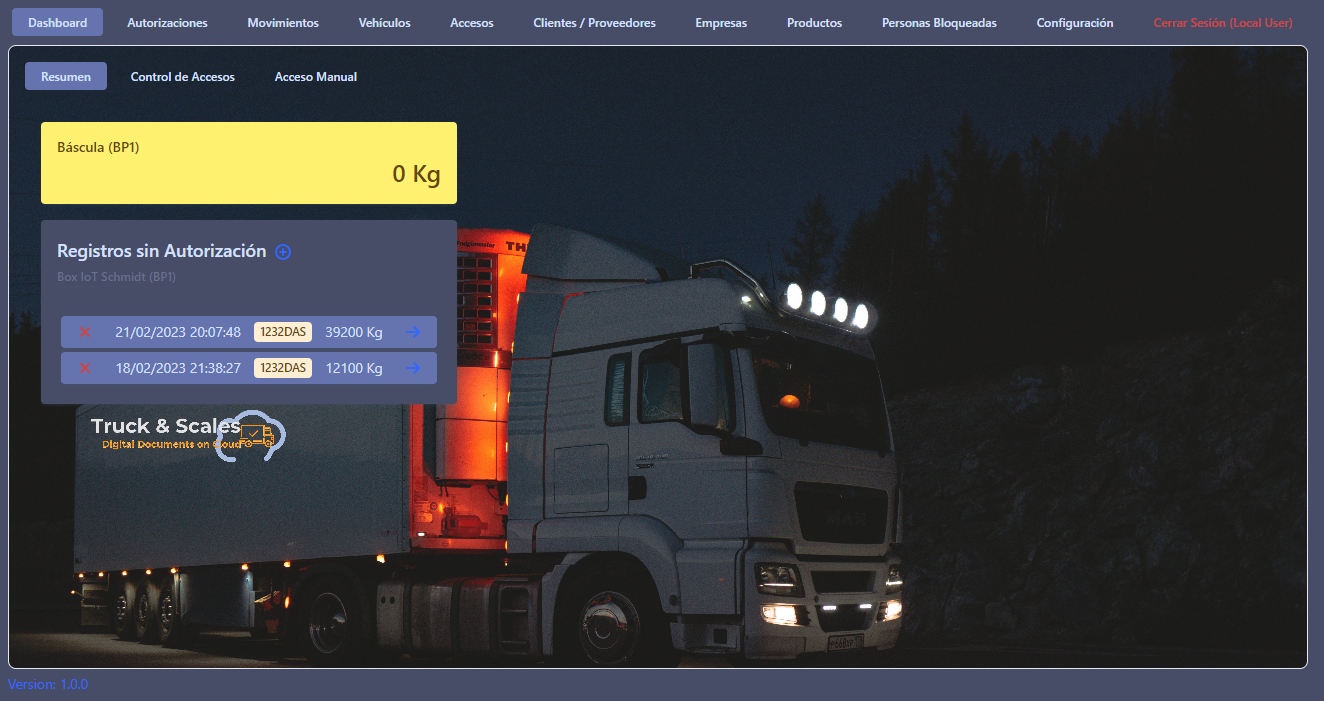 Dashboard Autorizaciones Movimientos Vehículos Accesos Clientes / Proveedores Empresas Productos Personas Bloqueadas Configuración Cerrar Sesión (Local User)
Resumen Control de Accesos Acceso Manual
Báscula (BP1)
0 Kg
Registros sin Autorización
Box IoT Schmidt (BP1)
21/02/2023 20:07:48 1232DAS 39200 Kg
18/02/2023 21:38:27 1232DAS 12100 Kg
Truck & Scales
Digital Documents on Cloud
MAN
Version: 1.0.0